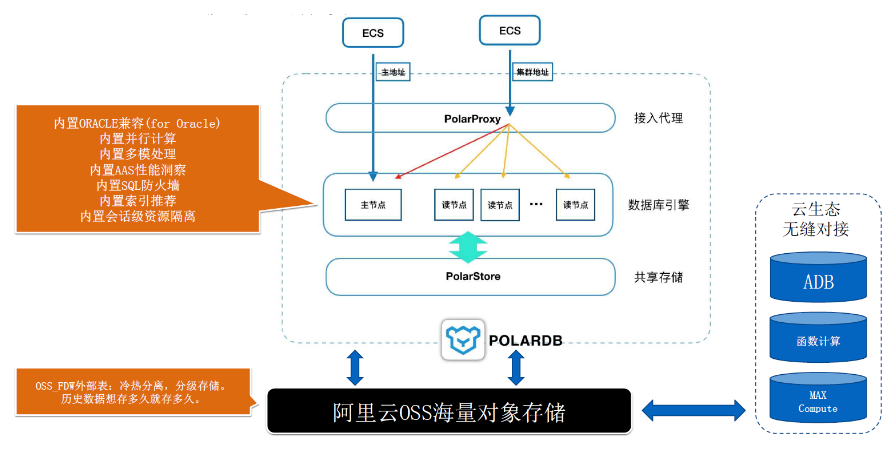 ECS
ECS
主地址
集群地址
PolarProxy
接入代理
内置ORACLE兼容(for Oracle)
内置并行计算
内置多模处理
内置AAS性能洞察
内置SQL防火墙
内置索引推荐
内置会话级资源隔离
主节点
读节点
读节点
···
读节点
数据库引擎
PolarStore
共享存储
POLARDB
云生态
无缝对接
ADB
函数计算
MAX
Compute
OSS_FDW外部表：冷热分离，分级存储。
历史数据想存多久就存多久。
阿里云OSS海量对象存储